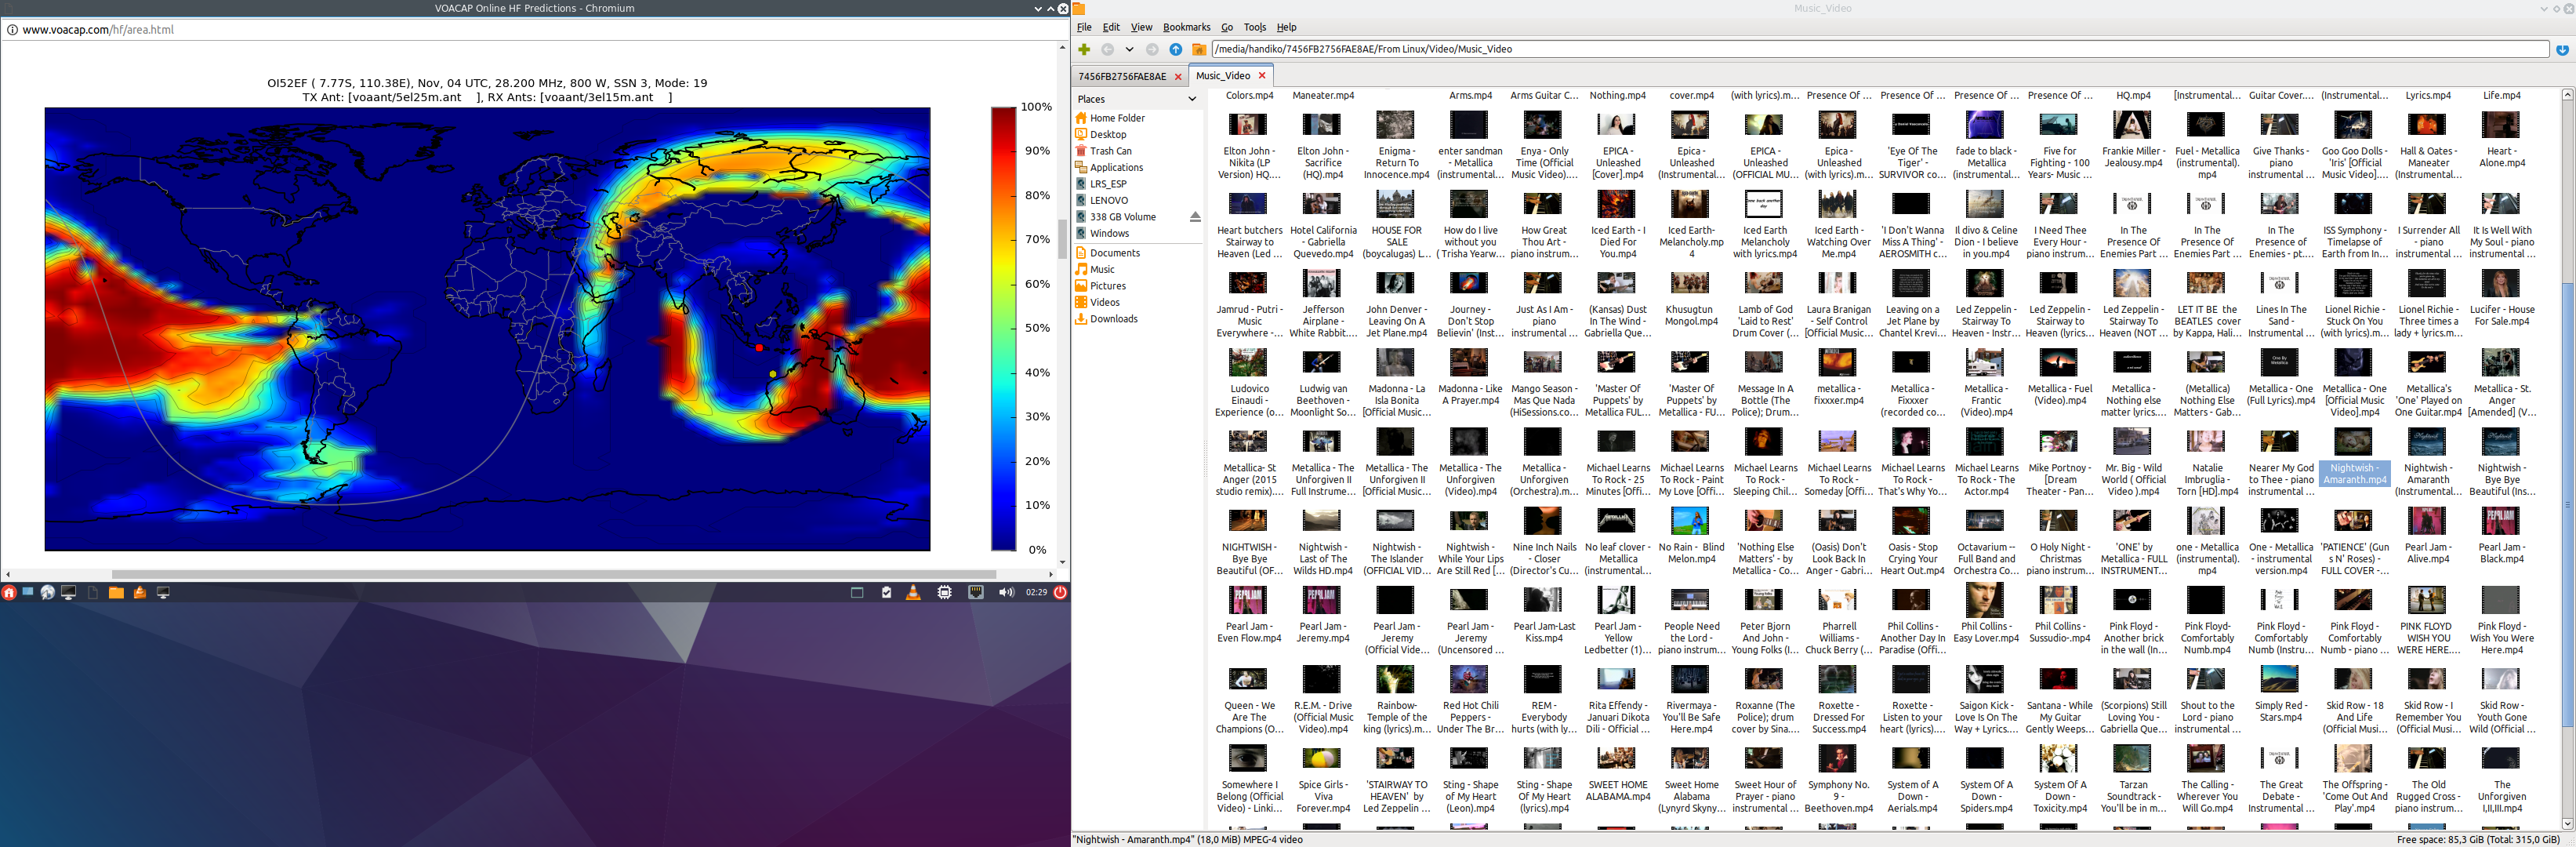 VOACAP Online HF Predictions - Chromium
www.voacap.com/hf/area.html
OI52EF ( 7.77S, 110.38E), Nov, 04 UTC, 28.200 MHz, 800 W, SSN 3, Mode: 19
TX Ant: [voaant/5el25m.ant ], RX Ants: [voaant/3el15m.ant ]
100%
90%
80%
70%
60%
50%
40%
30%
20%
10%
0%
02:29
Music_Video
File Edit View Bookmarks Go Tools Help
/media/handiko/7456FB2756FAE8AE/From Linux/Video/Music_Video
7456FB2756FAE8AE Music_Video
Places
Home Folder
Desktop
Trash Can
Applications
LRS_ESP
LENOVO
338 GB Volume
Windows
Documents
Music
Pictures
Videos
Downloads
Colors.mp4 Maneater.mp4 Arms.mp4 Arms Guitar C... Nothing.mp4 cover.mp4 (with lyrics).m... Presence Of ... Presence Of ... Presence Of ... Presence Of ... HQ.mp4 [Instrumental... Guitar Cover.... (Instrumental... Lyrics.mp4 Life.mp4
Elton John - Elton John - Enigma - enter sandman Enya - Only EPICA - Epica - EPICA - Epica - 'Eye Of The fade to black - Five for Frankie Miller - Fuel - Metallica Give Thanks - Goo Goo Dolls - Hall & Oates - Heart -
Nikita (LP Sacrifice Return To - Metallica Time (Official Unleashed Unleashed Unleashed Unleashed Tiger' - Metallica Fighting - 100 Jealousy.mp4 (instrumental). piano 'Iris' [Official Maneater Alone.mp4
Version) HQ.... (HQ).mp4 Innocence.mp4 (instrumental... Music Video).... [Cover].mp4 (Instrumental... (OFFICIAL MU... (with lyrics).m... SURVIVOR co... (instrumental... Years- Music ... mp4 instrumental ... Music Video].... (Instrumental...
Heart butchers Hotel California HOUSE FOR How do I live How Great Iced Earth - I Iced Earth- Iced Earth Iced Earth - 'I Don't Wanna Il divo & Celine I Need Thee In The In The In The ISS Symphony - I Surrender All It Is Well With
Stairway to - Gabriella SALE without you Thou Art - Died For Melancholy.mp Melancholy Watching Over Miss A Thing' - Dion - I believe Every Hour - Presence Of Presence Of Presence of Timelapse of - piano My Soul - piano
Heaven (Led ... Quevedo.mp4 (boycalugas) L... ( Trisha Yearw... piano instrum... You.mp4 4 with lyrics.mp4 Me.mp4 AEROSMITH c... in you.mp4 piano instrum... Enemies Part ... Enemies Part ... Enemies - pt.... Earth from In... instrumental ... instrumental ...
Jamrud - Putri - Jefferson John Denver - Journey - Just As I Am - (Kansas) Dust Khusugtun Lamb of God Laura Branigan Leaving on a Led Zeppelin - Led Zeppelin - Led Zeppelin - LET IT BE the Lines In The Lionel Richie - Lionel Richie - Lucifer - House
Music Airplane - Leaving On A Don't Stop piano In The Wind - Mongol.mp4 'Laid to Rest' - Self Control Jet Plane by Stairway To Stairway to Stairway To BEATLES cover Sand - Stuck On You Three times a For Sale.mp4
Everywhere -... White Rabbit.... Jet Plane.mp4 Believin' (Inst... instrumental ... Gabriella Que... Drum Cover (... [Official Music... Chantel Krevi... Heaven - Instr... Heaven (lyrics... Heaven (NOT ... by Kappa, Hali... Instrumental ... (with lyrics).m... lady + lyrics.m...
Ludovico Ludwig van Madonna - La Madonna - Like Mango Season - 'Master Of 'Master Of Message In A metallica - Metallica - Metallica - Metallica - Fuel Metallica - (Metallica) Metallica - One Metallica - One Metallica's Metallica - St.
Einaudi - Beethoven - Isla Bonita A Prayer.mp4 Mas Que Nada Puppets' by Puppets' by Bottle (The fixxxer.mp4 Fixxxer Frantic (Video).mp4 Nothing else Nothing Else (Full Lyrics).mp4 [Official Music 'One' Played on Anger
Experience (o... Moonlight So... [Official Music... (HiSessions.co... Metallica FUL... Metallica - FU... Police); Drum... (recorded co... (Video).mp4 matter lyrics.... Matters - Gab... Video].mp4 One Guitar.mp4 [Amended] (V...
Metallica- St Metallica - The Metallica - The Metallica - The Metallica - Michael Learns Michael Learns Michael Learns Michael Learns Michael Learns Michael Learns Mike Portnoy - Mr. Big - Wild Natalie Nearer My God Nightwish - Nightwish - Nightwish -
Anger (2015 Unforgiven II Unforgiven II Unforgiven Unforgiven To Rock - 25 To Rock - Paint To Rock - To Rock - To Rock - To Rock - The [Dream World ( Official Imbruglia - to Thee - piano Amaranth.mp4 Amaranth Bye Bye
studio remix).... Full Instrume... [Official Music... (Video).mp4 (Orchestra).m... Minutes [Offi... My Love [Offi... Sleeping Chil... Someday [Offi... That's Why Yo... Actor.mp4 Theater - Pan... Video ).mp4 Torn [HD].mp4 instrumental ... (Instrumental... Beautiful (Ins...
NIGHTWISH - Nightwish - Nightwish - Nightwish - Nine Inch Nails No leaf clover - No Rain - Blind 'Nothing Else (Oasis) Don't Oasis - Stop Octavarium -- O Holy Night - 'ONE' by one - Metallica One - Metallica 'PATIENCE' (Gun Pearl Jam - Pearl Jam -
Bye Bye Last of The The Islander While Your Lips - Closer Metallica Melon.mp4 Matters' - by Look Back In Crying Your Full Band and Christmas Metallica - FULL (instrumental). - instrumental s N' Roses) - Alive.mp4 Black.mp4
Beautiful (OF... Wilds HD.mp4 (OFFICIAL VID... Are Still Red [... (Director's Cu... (instrumental... Metallica - Co... Anger - Gabri... Heart Out.mp4 Orchestra Co... piano instrum... INSTRUMENT... mp4 version.mp4 FULL COVER -...
Pearl Jam - Pearl Jam - Pearl Jam - Pearl Jam - Pearl Jam-Last Pearl Jam - People Need Peter Bjorn Pharrell Phil Collins - Phil Collins - Phil Collins - Pink Floyd - Pink Floyd- Pink Floyd - Pink Floyd - PINK FLOYD Pink Floyd -
Even Flow.mp4 Jeremy.mp4 Jeremy Jeremy Kiss.mp4 Yellow the Lord - And John - Williams - Another Day In Easy Lover.mp4 Sussudio-.mp4 Another brick Comfortably Comfortably Comfortably WISH YOU Wish You Were
(Official Vide... (Uncensored ... Ledbetter (1)... piano instrum... Young Folks (I... Chuck Berry (... Paradise (Offi... in the wall (In... Numb.mp4 Numb (Instru... Numb - piano ... WERE HERE.... Here.mp4
Queen - We R.E.M. - Drive Rainbow- Red Hot Chili REM - Rita Effendy - Rivermaya - Roxanne (The Roxette - Roxette - Saigon Kick - Santana - While (Scorpions) Still Shout to the Simply Red - Skid Row - 18 Skid Row - I Skid Row -
Are The (Official Music Temple of the Peppers - Everybody Januari Dikota You'll Be Safe Police); drum Dressed For Listen to your Love Is On The My Guitar Loving You - Lord - piano Stars.mp4 And Life Remember You Youth Gone
Champions (O... Video).mp4 king (lyrics).m... Under The Br... hurts (with ly... Dili - Official ... Here.mp4 cover by Sina.... Success.mp4 heart (lyrics).... Way + Lyrics.... Gently Weeps... Gabriella Que... instrumental ... (Official Musi... (Official Musi... Wild (Official ...
Somewhere I Spice Girls - 'STAIRWAY TO Sting - Shape Sting - Shape SWEET HOME Sweet Home Sweet Hour of Symphony No. System of A System Of A System Of A Tarzan The Calling - The Great The Offspring - The Old The
Belong (Official Viva HEAVEN' by of My Heart Of My Heart ALABAMA.mp4 Alabama Prayer - piano 9 - Down - Down - Down - Soundtrack - Wherever You Debate - 'Come Out And Rugged Cross - Unforgiven
Video) - Linki... Forever.mp4 Led Zeppelin ... (Leon).mp4 (lyrics).mp4 (Lynyrd Skyny... instrumental ... Beethoven.mp4 Aerials.mp4 Spiders.mp4 Toxicity.mp4 You'll be in m... Will Go.mp4 Instrumental ... Play'.mp4 piano instrum... I,II,III.mp4
"Nightwish - Amaranth.mp4" (18,0 MiB) MPEG-4 video Free space: 85,3 GiB (Total: 315,0 GiB)